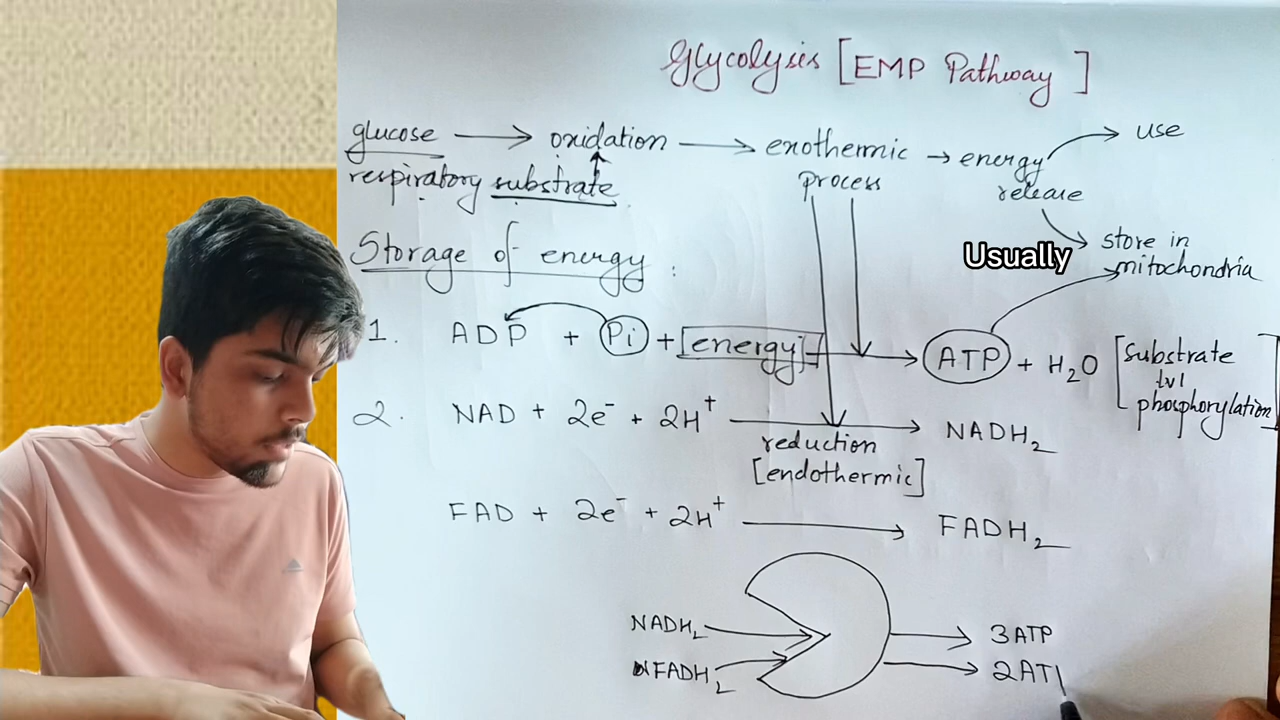 Glycolysis [EMP Pathway]
glucose → oxidation → exothermic process → energy release → use
respiratory substrate
Usually
store in mitochondria
Storage of energy :
1. ADP + Pi + [energy] → ATP + H₂O [substrate lvl phosphorylation]
2. NAD + 2e⁻ + 2H⁺ → NADH₂
reduction
[endothermic]
FAD + 2e⁻ + 2H⁺ → FADH₂
NADH₂ → 3ATP
FADH₂ → 2AT